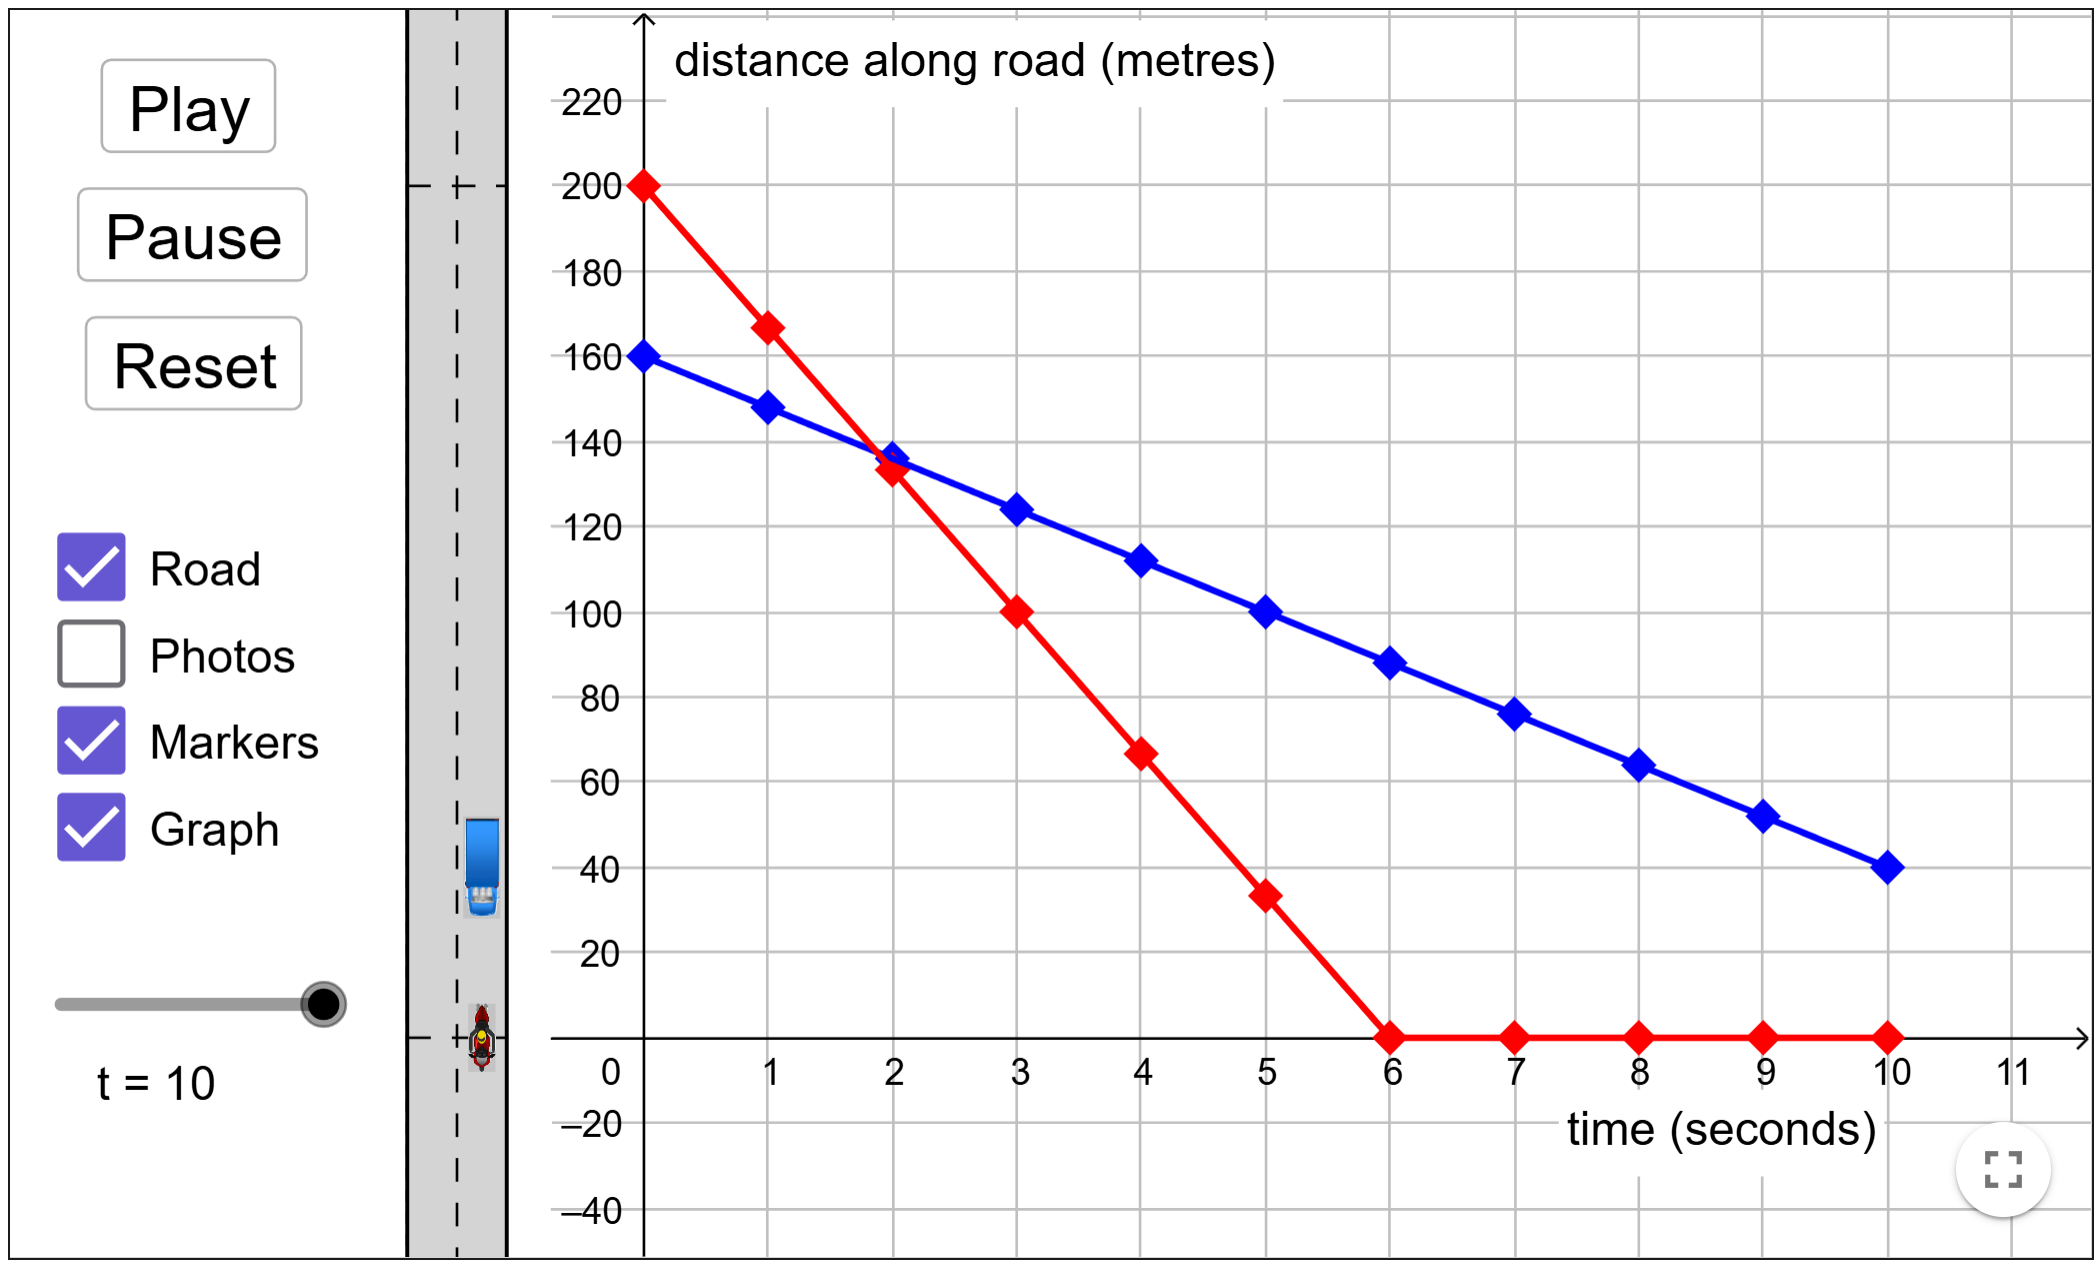 Play
Pause
Reset
Road
Photos
Markers
Graph
t = 10
distance along road (metres)
220
200
180
160
140
120
100
80
60
40
20
0 1 2 3 4 5 6 7 8 9 10 11
–20
time (seconds)
–40